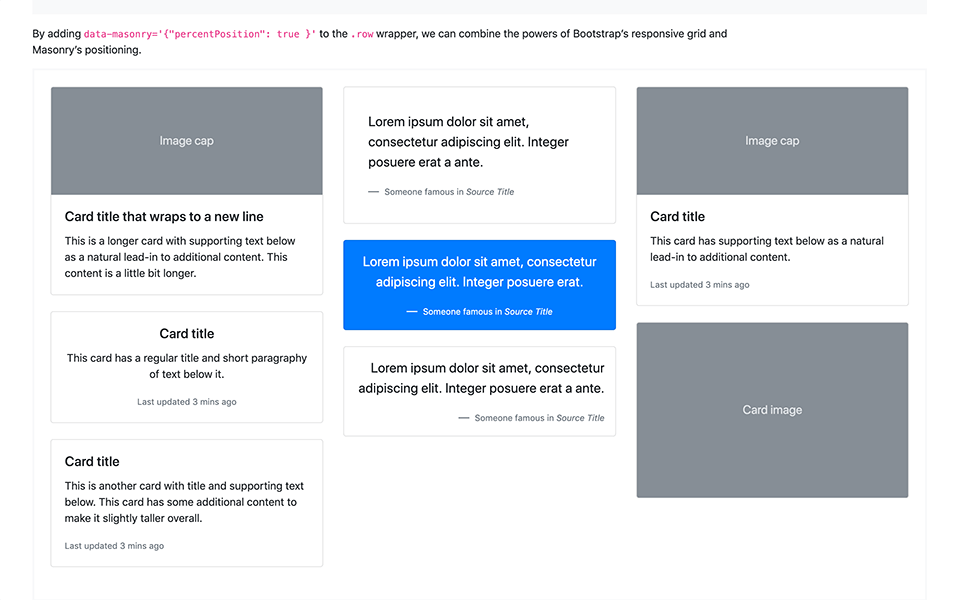 By adding data-masonry='{"percentPosition": true }' to the .row wrapper, we can combine the powers of Bootstrap’s responsive grid and
Masonry’s positioning.
Image cap
Card title that wraps to a new line
This is a longer card with supporting text below
as a natural lead-in to additional content. This
content is a little bit longer.
Card title
This card has a regular title and short paragraph
of text below it.
Last updated 3 mins ago
Card title
This is another card with title and supporting text
below. This card has some additional content to
make it slightly taller overall.
Last updated 3 mins ago
Lorem ipsum dolor sit amet,
consectetur adipiscing elit. Integer
posuere erat a ante.
— Someone famous in Source Title
Lorem ipsum dolor sit amet, consectetur
adipiscing elit. Integer posuere erat.
— Someone famous in Source Title
Lorem ipsum dolor sit amet, consectetur
adipiscing elit. Integer posuere erat a ante.
— Someone famous in Source Title
Image cap
Card title
This card has supporting text below as a natural
lead-in to additional content.
Last updated 3 mins ago
Card image